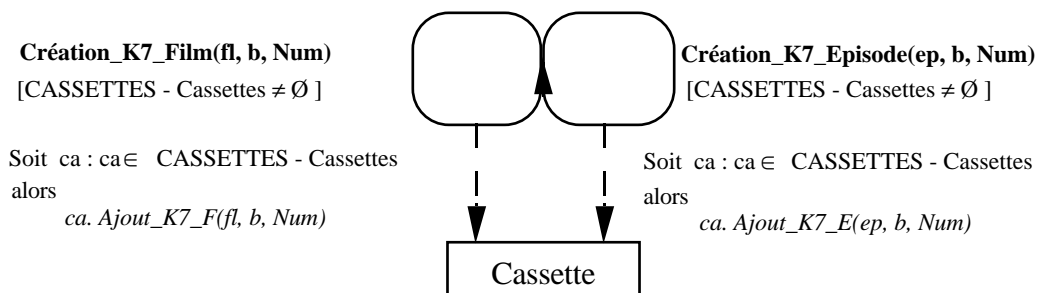 Création_K7_Film(fl, b, Num)
[CASSETTES - Cassettes ≠ Ø ]
Soit ca : ca ∈ CASSETTES - Cassettes
alors
ca. Ajout_K7_F(fl, b, Num)
Création_K7_Episode(ep, b, Num)
[CASSETTES - Cassettes ≠ Ø ]
Soit ca : ca ∈ CASSETTES - Cassettes
alors
ca. Ajout_K7_E(ep, b, Num)
Cassette